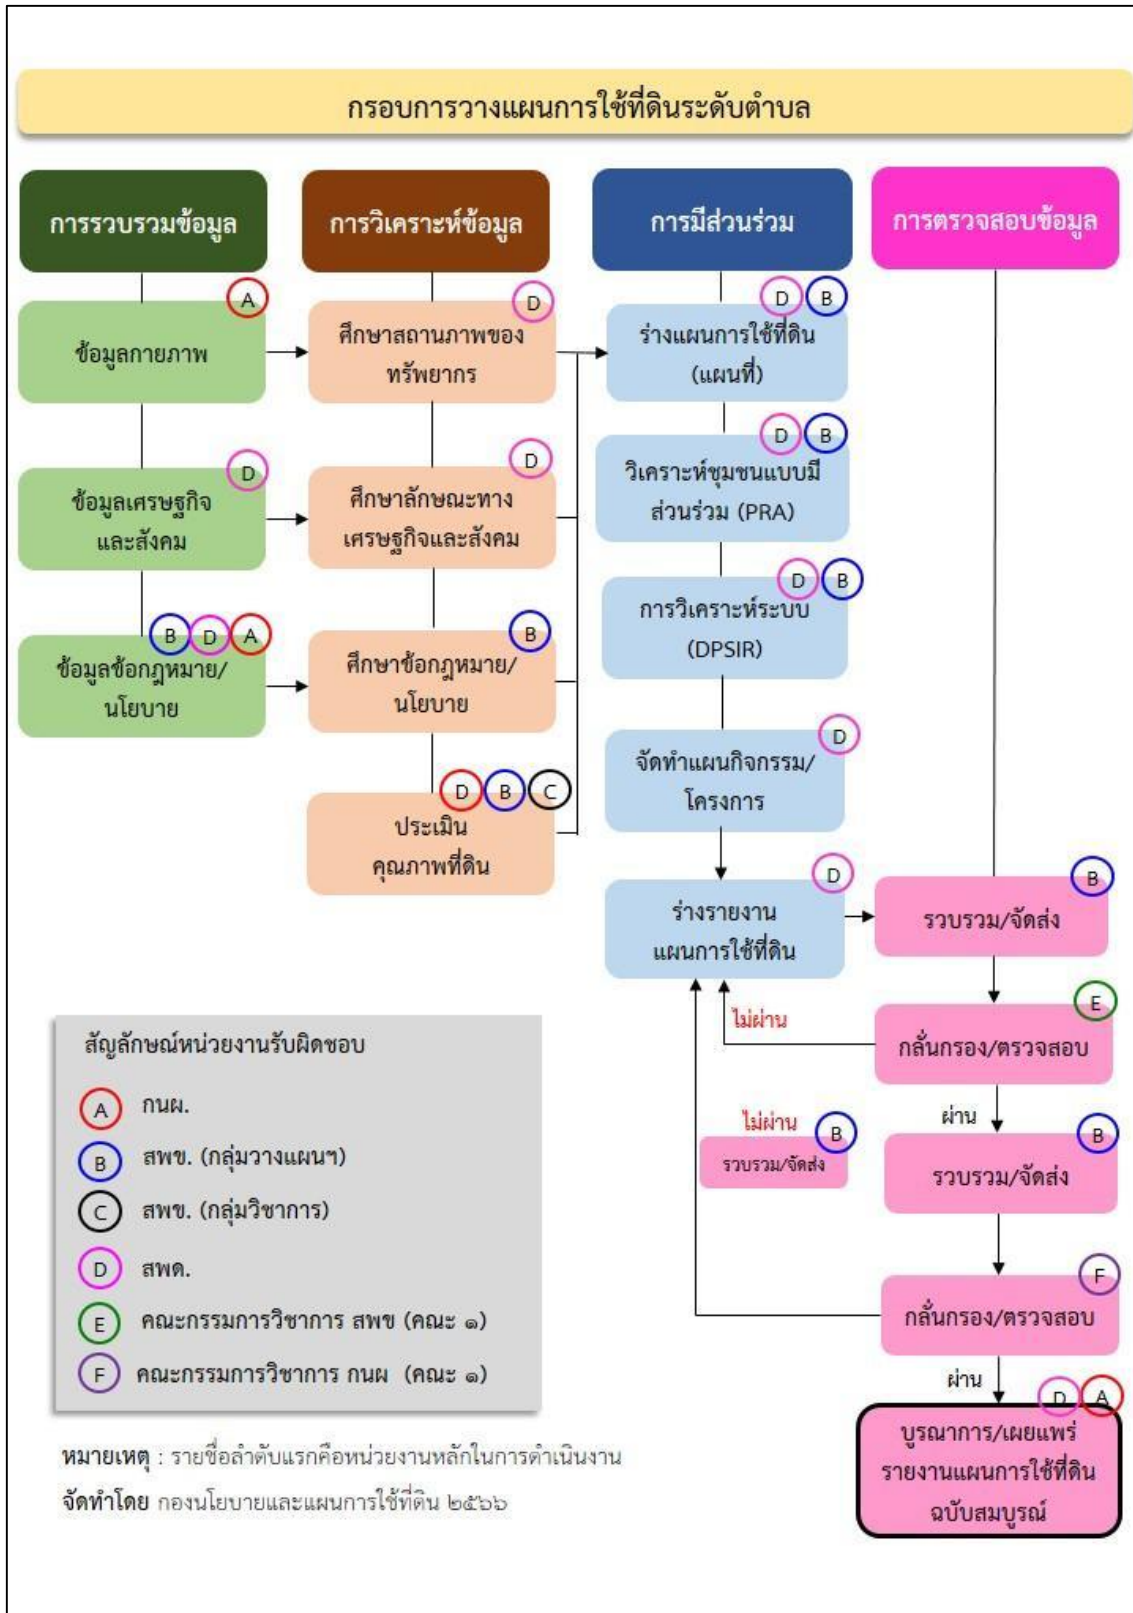 กรอบการวางแผนการใช้ที่ดินระดับตำบล
การรวบรวมข้อมูล
การวิเคราะห์ข้อมูล
การมีส่วนร่วม
การตรวจสอบข้อมูล
A
ข้อมูลกายภาพ
D
ข้อมูลเศรษฐกิจ
และสังคม
B D A
ข้อมูลข้อกฎหมาย/
นโยบาย
D
ศึกษาสถานภาพของ
ทรัพยากร
D
ศึกษาลักษณะทาง
เศรษฐกิจและสังคม
B
ศึกษาข้อกฎหมาย/
นโยบาย
D B C
ประเมิน
คุณภาพที่ดิน
D B
ร่างแผนการใช้ที่ดิน
(แผนที่)
D B
วิเคราะห์ชุมชนแบบมี
ส่วนร่วม (PRA)
D B
การวิเคราะห์ระบบ
(DPSIR)
D
จัดทำแผนกิจกรรม/
โครงการ
D
ร่างรายงาน
แผนการใช้ที่ดิน
B
รวบรวม/จัดส่ง
E
กลั่นกรอง/ตรวจสอบ
ไม่ผ่าน
ผ่าน
B
รวบรวม/จัดส่ง
ไม่ผ่าน
B
รวบรวม/จัดส่ง
F
กลั่นกรอง/ตรวจสอบ
ผ่าน
D A
บูรณาการ/เผยแพร่
รายงานแผนการใช้ที่ดิน
ฉบับสมบูรณ์
สัญลักษณ์หน่วยงานรับผิดชอบ
A กนผ.
B สพข. (กลุ่มวางแผนฯ)
C สพข. (กลุ่มวิชาการ)
D สพด.
E คณะกรรมการวิชาการ สพข (คณะ ๑)
F คณะกรรมการวิชาการ กนผ (คณะ ๑)
หมายเหตุ : รายชื่อลำดับแรกคือหน่วยงานหลักในการดำเนินงาน
จัดทำโดย กองนโยบายและแผนการใช้ที่ดิน ๒๕๖๖